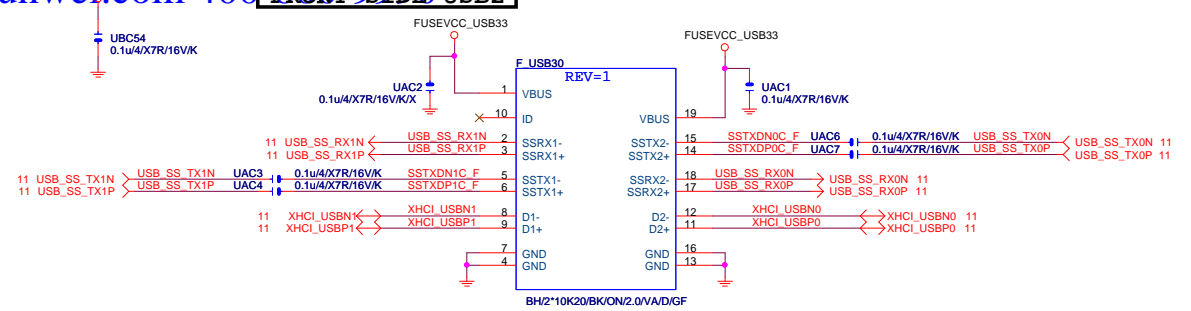 UBC54
0.1u/4/X7R/16V/K
FUSEVCC_USB33
FUSEVCC_USB33
F_USB30
REV=1
UAC2
0.1u/4/X7R/16V/K/X
UAC1
0.1u/4/X7R/16V/K
1 VBUS
10 ID
VBUS 19
11 USB_SS_RX1N USB_SS_RX1N 2 SSRX1-
11 USB_SS_RX1P USB_SS_RX1P 3 SSRX1+
SSTX2- 15 SSTXDN0C_F UAC6 0.1u/4/X7R/16V/K USB_SS_TX0N USB_SS_TX0N 11
SSTX2+ 14 SSTXDP0C_F UAC7 0.1u/4/X7R/16V/K USB_SS_TX0P USB_SS_TX0P 11
11 USB_SS_TX1N USB_SS_TX1N UAC3 0.1u/4/X7R/16V/K SSTXDN1C_F 5 SSTX1-
11 USB_SS_TX1P USB_SS_TX1P UAC4 0.1u/4/X7R/16V/K SSTXDP1C_F 6 SSTX1+
SSRX2- 18 USB_SS_RX0N USB_SS_RX0N 11
SSRX2+ 17 USB_SS_RX0P USB_SS_RX0P 11
11 XHCI_USBN1 XHCI_USBN1 8 D1-
11 XHCI_USBP1 XHCI_USBP1 9 D1+
D2- 12 XHCI_USBN0 XHCI_USBN0 11
D2+ 11 XHCI_USBP0 XHCI_USBP0 11
7 GND
4 GND
GND 16
GND 13
BH/2*10K20/BK/ON/2.0/VA/D/GF